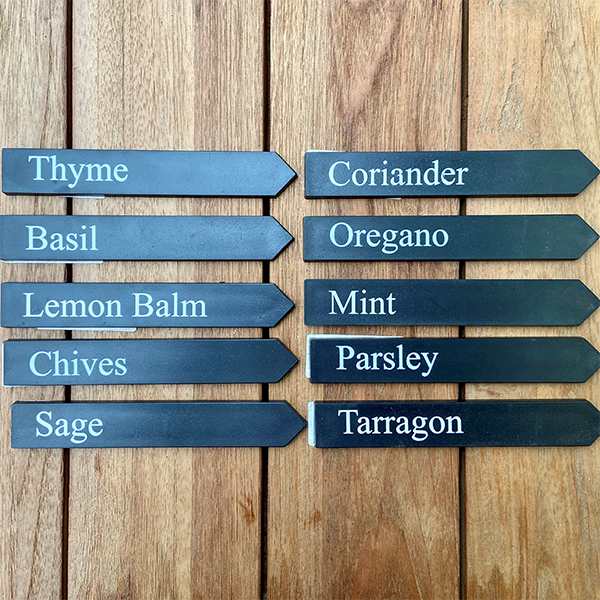 Thyme
Basil
Lemon Balm
Chives
Sage
Coriander
Oregano
Mint
Parsley
Tarragon